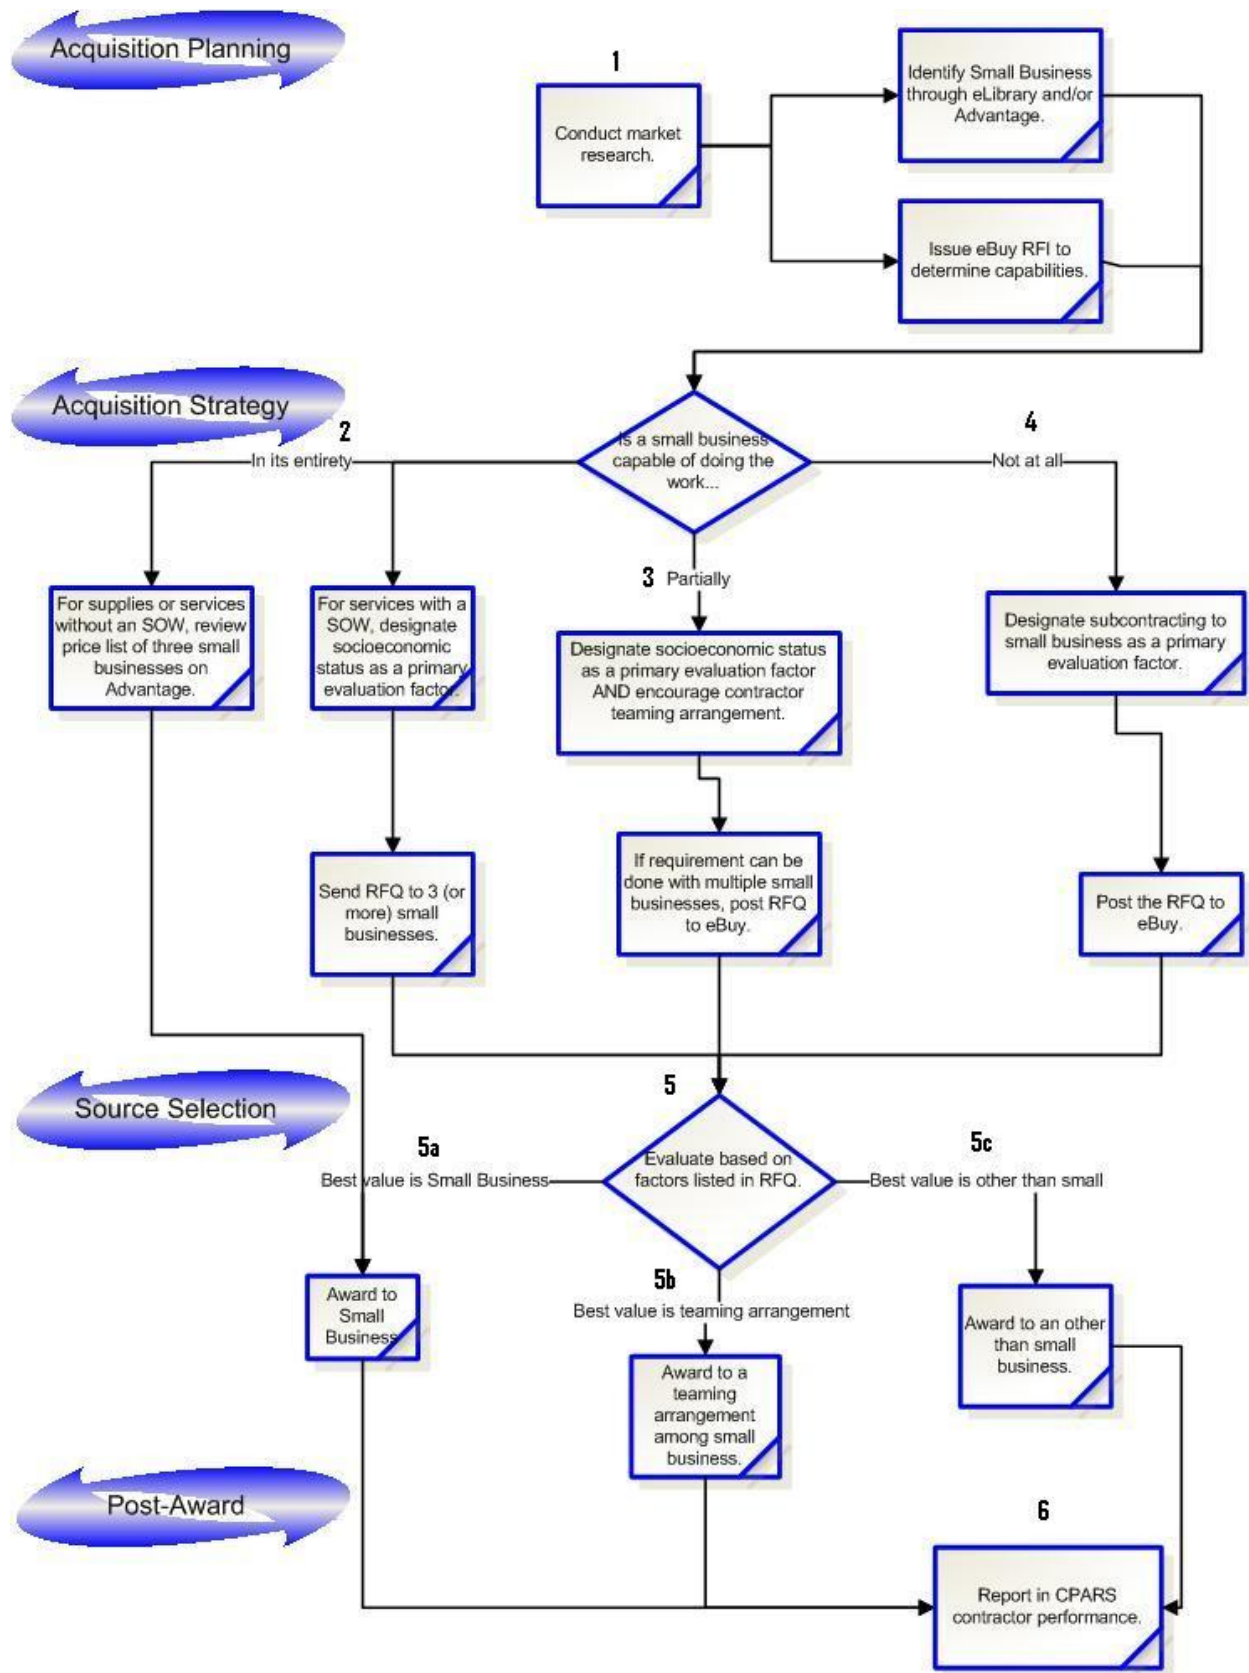 Acquisition Planning
1
Conduct market
research.
Identify Small Business
through eLibrary and/or
Advantage.
Issue eBuy RFI to
determine capabilities.
Acquisition Strategy
2
In its entirety
Is a small business
capable of doing the
work...
4
Not at all
3 Partially
For supplies or services
without an SOW, review
price list of three small
businesses on
Advantage.
For services with a
SOW, designate
socioeconomic
status as a primary
evaluation factor.
Designate socioeconomic status
as a primary evaluation factor
AND encourage contractor
teaming arrangement.
Designate subcontracting to
small business as a primary
evaluation factor.
Send RFQ to 3 (or
more) small
businesses.
If requirement can be
done with multiple small
businesses, post RFQ
to eBuy.
Post the RFQ to
eBuy.
Source Selection
5
Evaluate based on
factors listed in RFQ.
5a
Best value is Small Business
5c
Best value is other than small
5b
Best value is teaming arrangement
Award to
Small
Business
Award to a
teaming
arrangement
among small
business.
Award to an other
than small
business.
Post-Award
6
Report in CPARS
contractor performance.